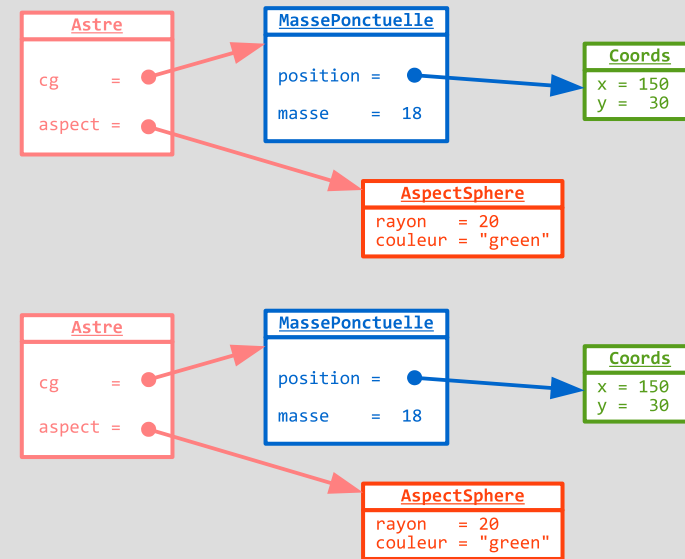 Astre
cg      =
aspect =
MassePonctuelle
position =
masse    =  18
Coords
x = 150
y =  30
AspectSphere
rayon   = 20
couleur = "green"
Astre
cg      =
aspect =
MassePonctuelle
position =
masse    =  18
Coords
x = 150
y =  30
AspectSphere
rayon   = 20
couleur = "green"